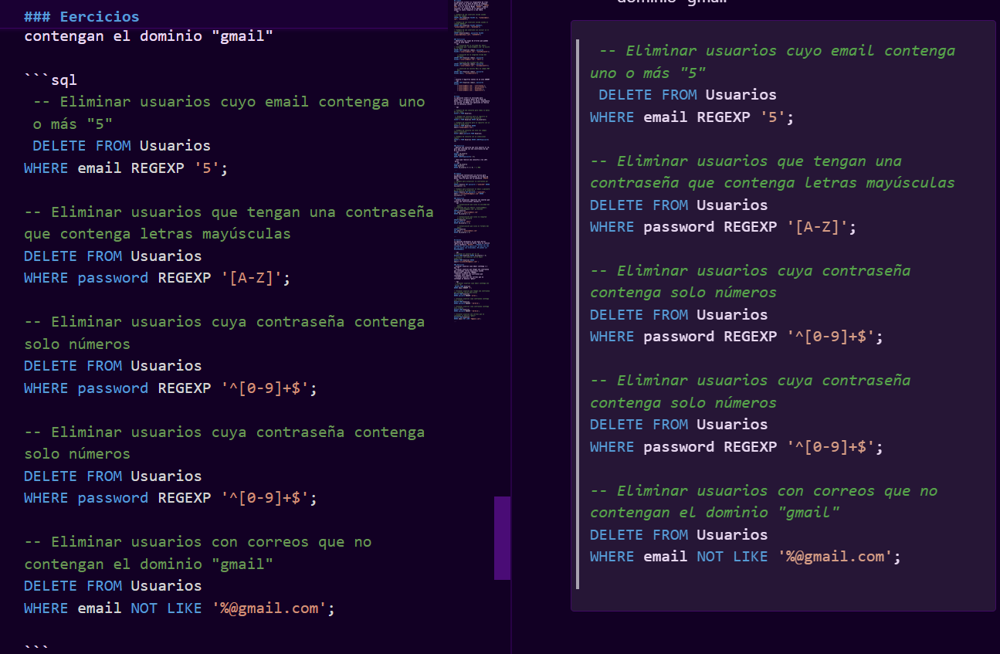 ### Eercicios
contengan el dominio "gmail"
```sql
-- Eliminar usuarios cuyo email contenga uno
o más "5"
DELETE FROM Usuarios
WHERE email REGEXP '5';
-- Eliminar usuarios que tengan una contraseña
que contenga letras mayúsculas
DELETE FROM Usuarios
WHERE password REGEXP '[A-Z]';
-- Eliminar usuarios cuya contraseña contenga
solo números
DELETE FROM Usuarios
WHERE password REGEXP '^[0-9]+$';
-- Eliminar usuarios cuya contraseña contenga
solo números
DELETE FROM Usuarios
WHERE password REGEXP '^[0-9]+$';
-- Eliminar usuarios con correos que no
contengan el dominio "gmail"
DELETE FROM Usuarios
WHERE email NOT LIKE '%@gmail.com';
```
dominio "gmail"
-- Eliminar usuarios cuyo email contenga
uno o más "5"
DELETE FROM Usuarios
WHERE email REGEXP '5';
-- Eliminar usuarios que tengan una
contraseña que contenga letras mayúsculas
DELETE FROM Usuarios
WHERE password REGEXP '[A-Z]';
-- Eliminar usuarios cuya contraseña
contenga solo números
DELETE FROM Usuarios
WHERE password REGEXP '^[0-9]+$';
-- Eliminar usuarios cuya contraseña
contenga solo números
DELETE FROM Usuarios
WHERE password REGEXP '^[0-9]+$';
-- Eliminar usuarios con correos que no
contengan el dominio "gmail"
DELETE FROM Usuarios
WHERE email NOT LIKE '%@gmail.com';